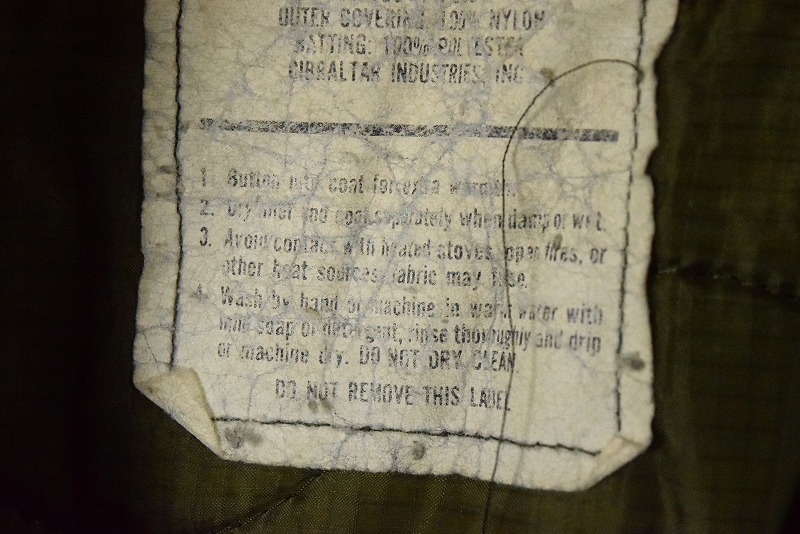 OUTER COVERING: 100% NYLON
BATTING: 100% POLYESTER
GIBRALTAR INDUSTRIES, INC.
1. Button into coat for extra warmth.
2. Dry liner and coat separately when damp or wet.
3. Avoid contact with heated stoves, open fires, or
other heat sources, fabric may fuse.
4. Wash by hand or machine in warm water with
mild soap or detergent, rinse thoroughly and drip
or machine dry. DO NOT DRY CLEAN
DO NOT REMOVE THIS LABEL